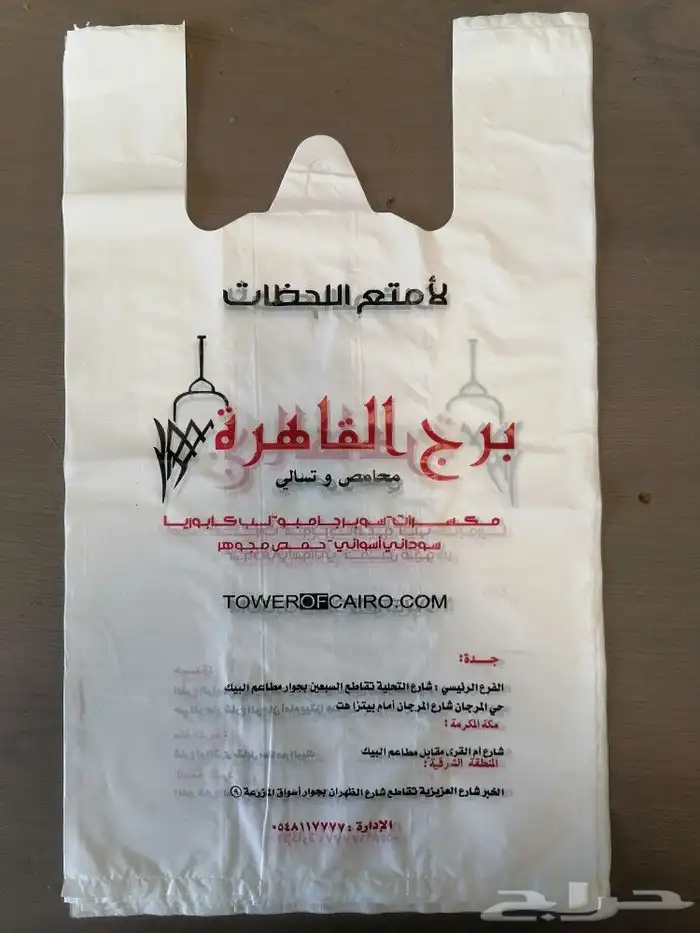 لأمتع اللحظات
برج القاهرة
محامص و تسالي
مكسرات - سوبر جامبو - لب كابوريا
سوداني أسواني - حمص مجوهر
TOWEROFCAIRO.COM
جدة:
الفرع الرئيسي : شارع التحلية تقاطع السبعين بجوار مطاعم البيك
حي المرجان شارع المرجان أمام بيتزا هت
مكة المكرمة :
شارع أم القرى مقابل مطاعم البيك
المنطقة الشرقية :
الخبر شارع العزيزية تقاطع شارع الظهران بجوار أسواق المزرعة ٩
الإدارة : ٠٥٤٨١١٧٧٧٧
حراج